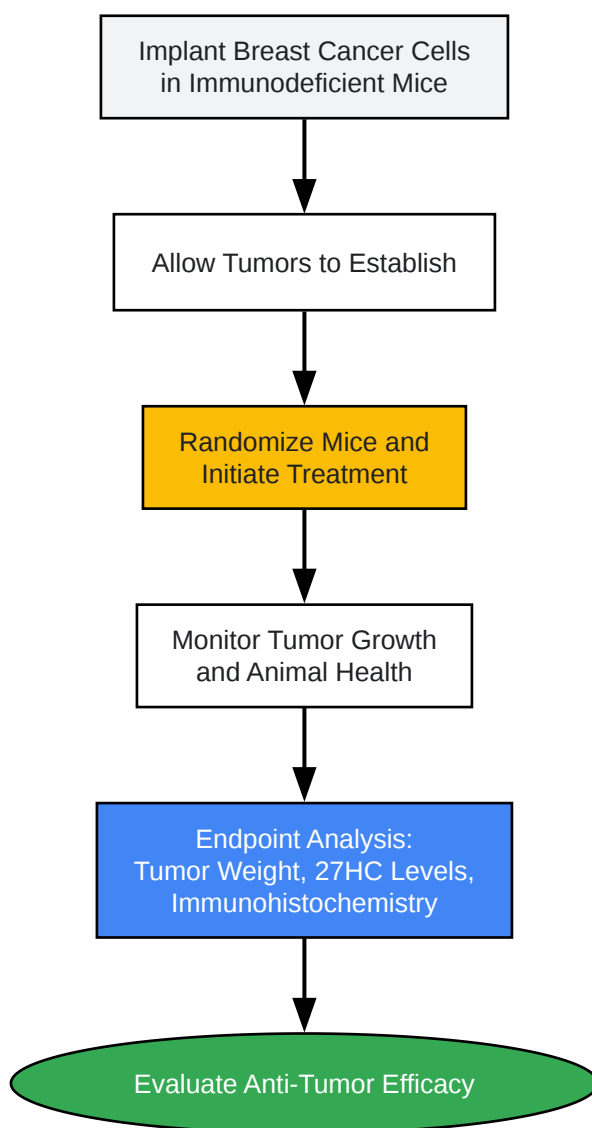 Implant Breast Cancer Cells
in Immunodeficient Mice
Allow Tumors to Establish
Randomize Mice and
Initiate Treatment
Monitor Tumor Growth
and Animal Health
Endpoint Analysis:
Tumor Weight, 27HC Levels,
Immunohistochemistry
Evaluate Anti-Tumor Efficacy